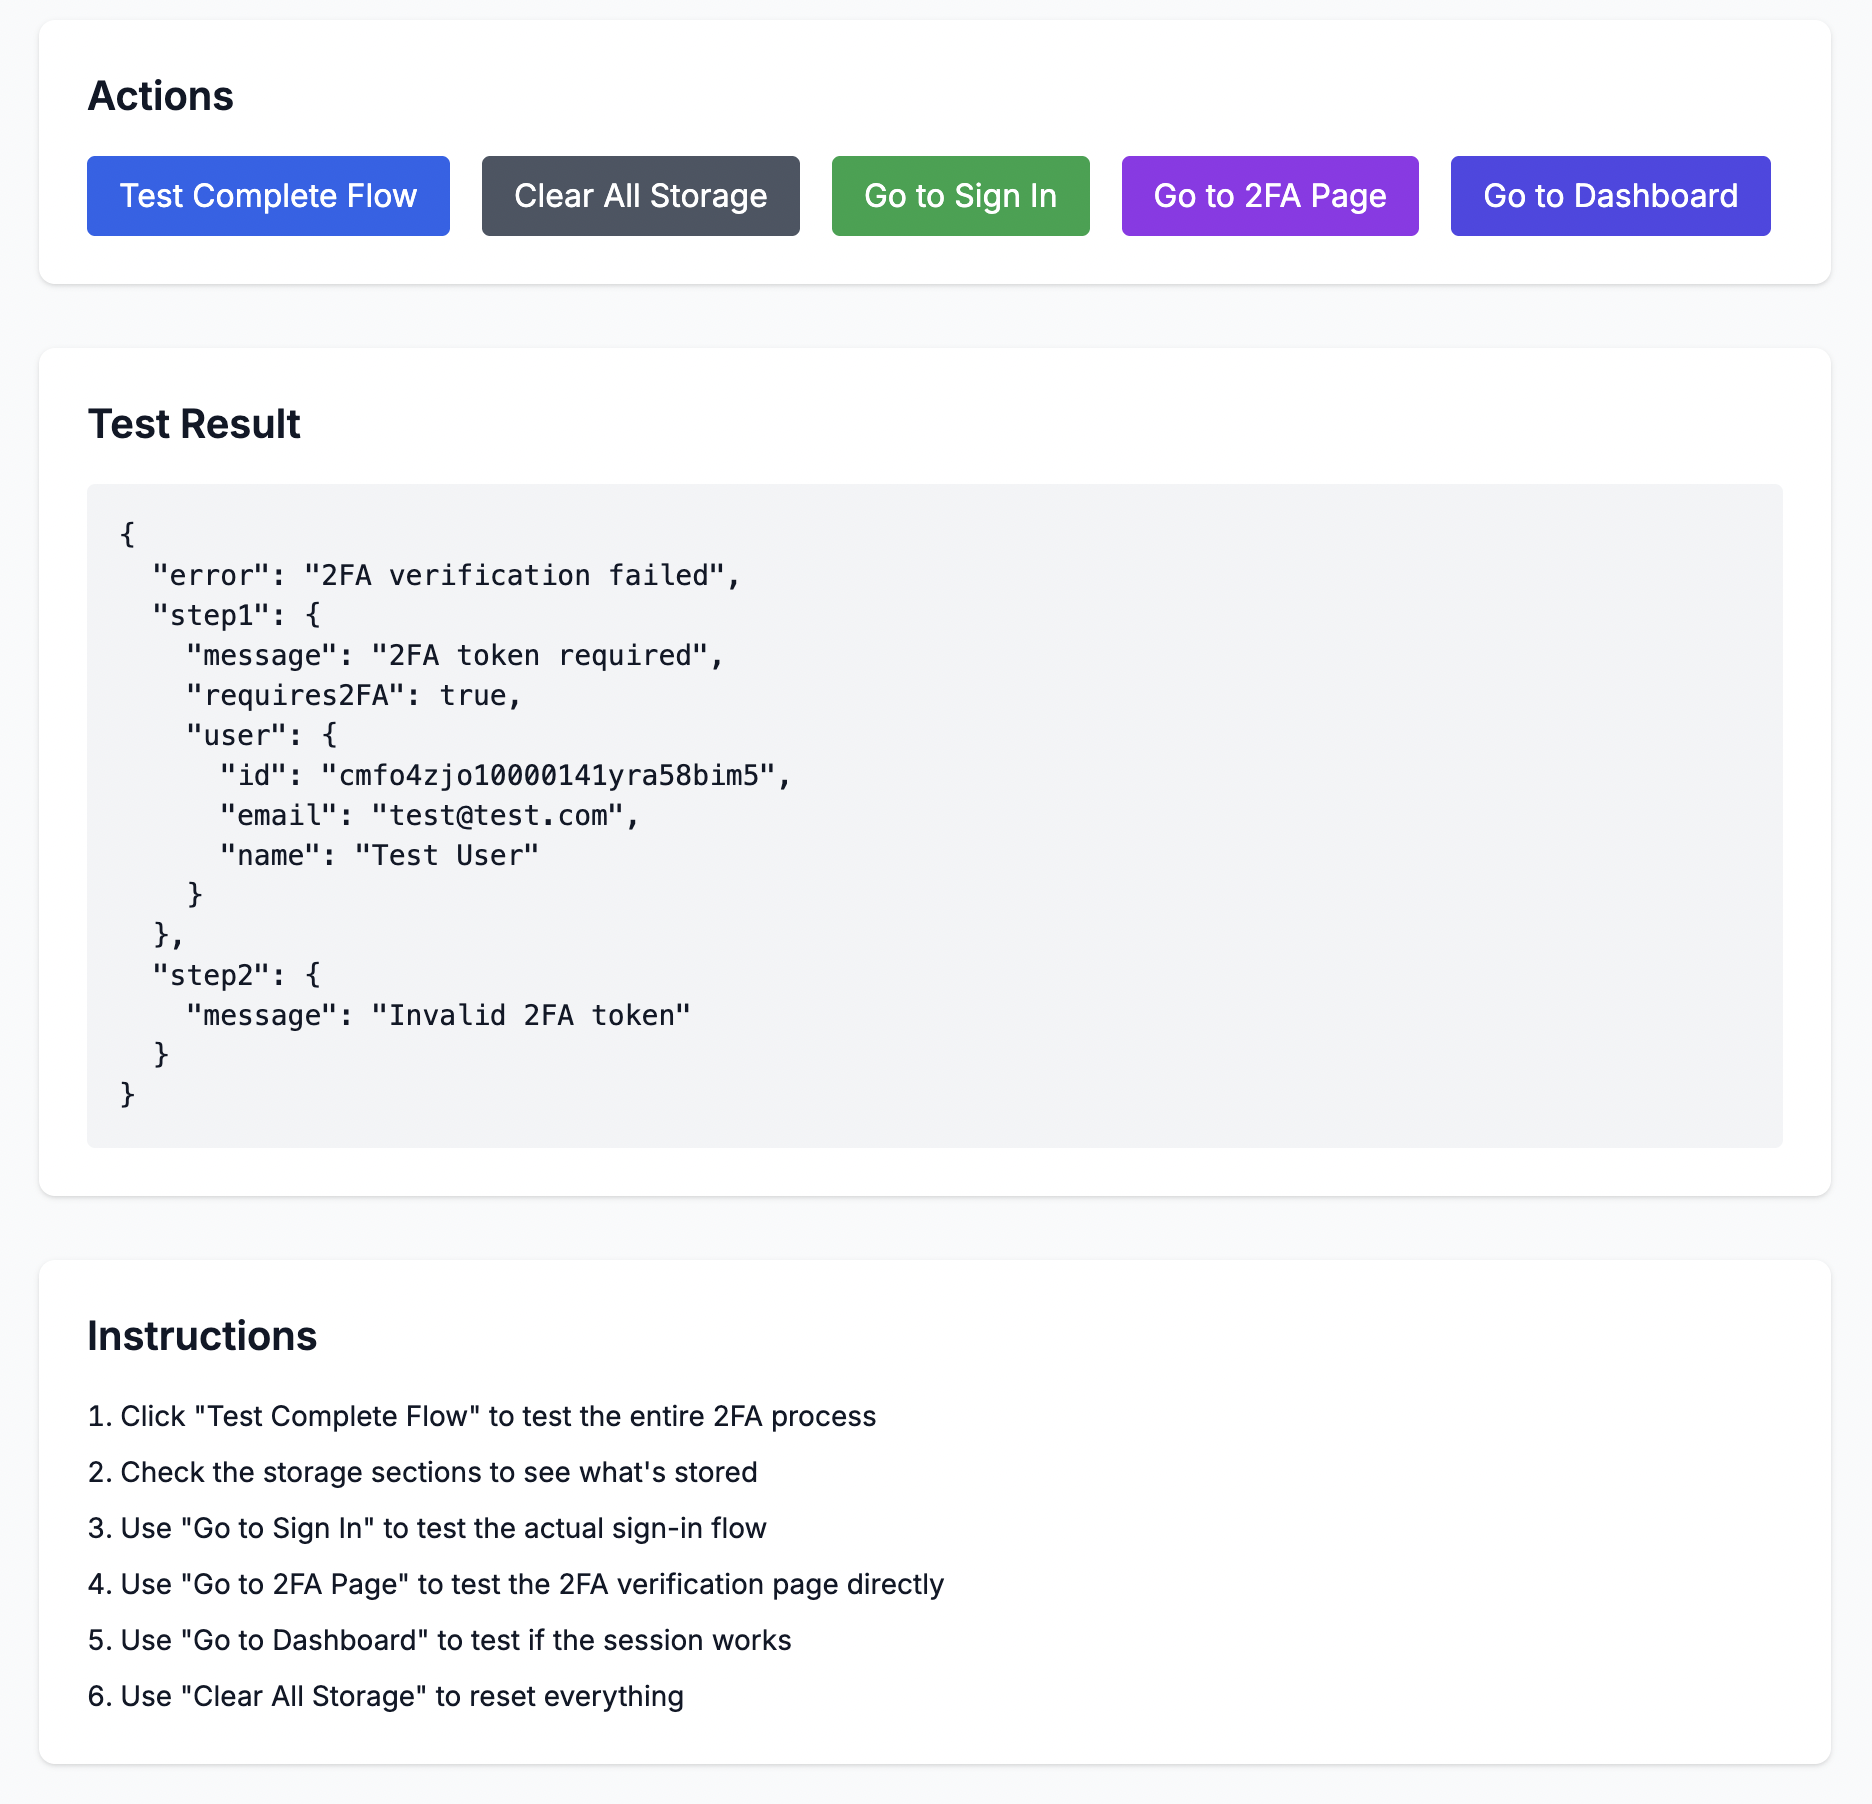 Actions
Test Complete Flow Clear All Storage Go to Sign In Go to 2FA Page Go to Dashboard
Test Result
{
  "error": "2FA verification failed",
  "step1": {
    "message": "2FA token required",
    "requires2FA": true,
    "user": {
      "id": "cmfo4zjo10000141yra58bim5",
      "email": "test@test.com",
      "name": "Test User"
    }
  },
  "step2": {
    "message": "Invalid 2FA token"
  }
}
Instructions
1. Click "Test Complete Flow" to test the entire 2FA process
2. Check the storage sections to see what's stored
3. Use "Go to Sign In" to test the actual sign-in flow
4. Use "Go to 2FA Page" to test the 2FA verification page directly
5. Use "Go to Dashboard" to test if the session works
6. Use "Clear All Storage" to reset everything